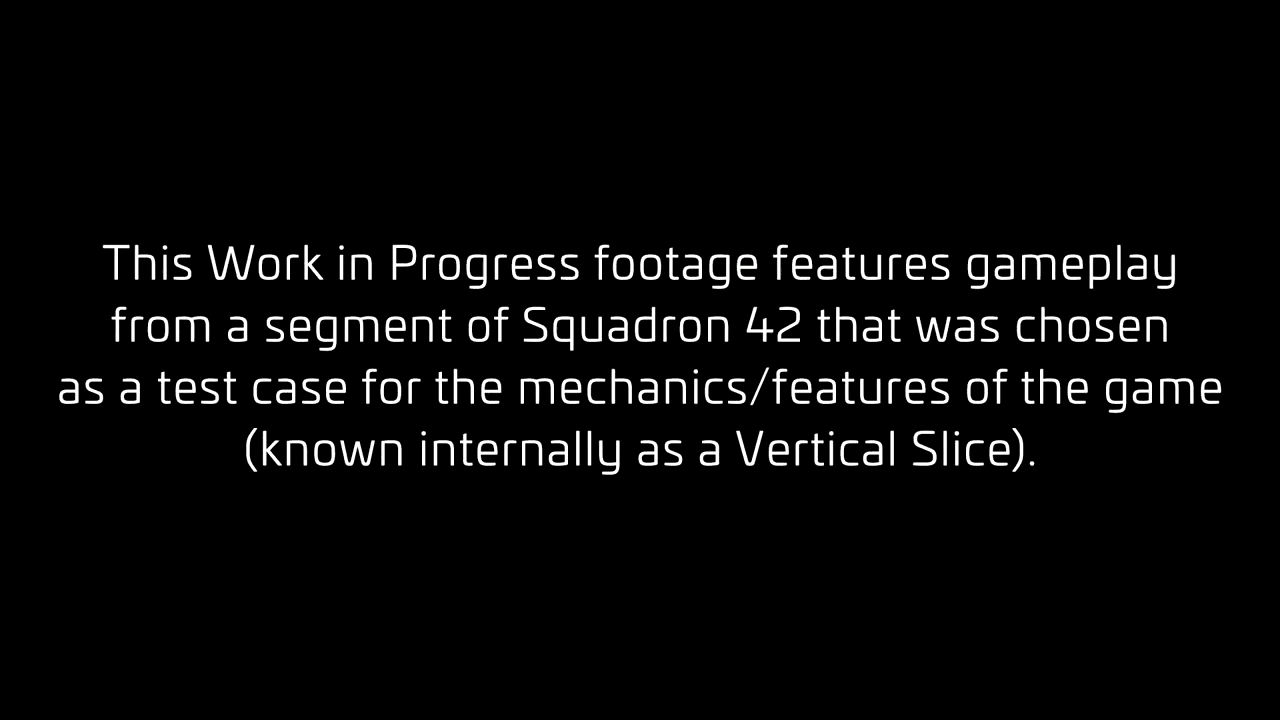 This Work in Progress footage features gameplay
from a segment of Squadron 42 that was chosen
as a test case for the mechanics/features of the game
(known internally as a Vertical Slice).